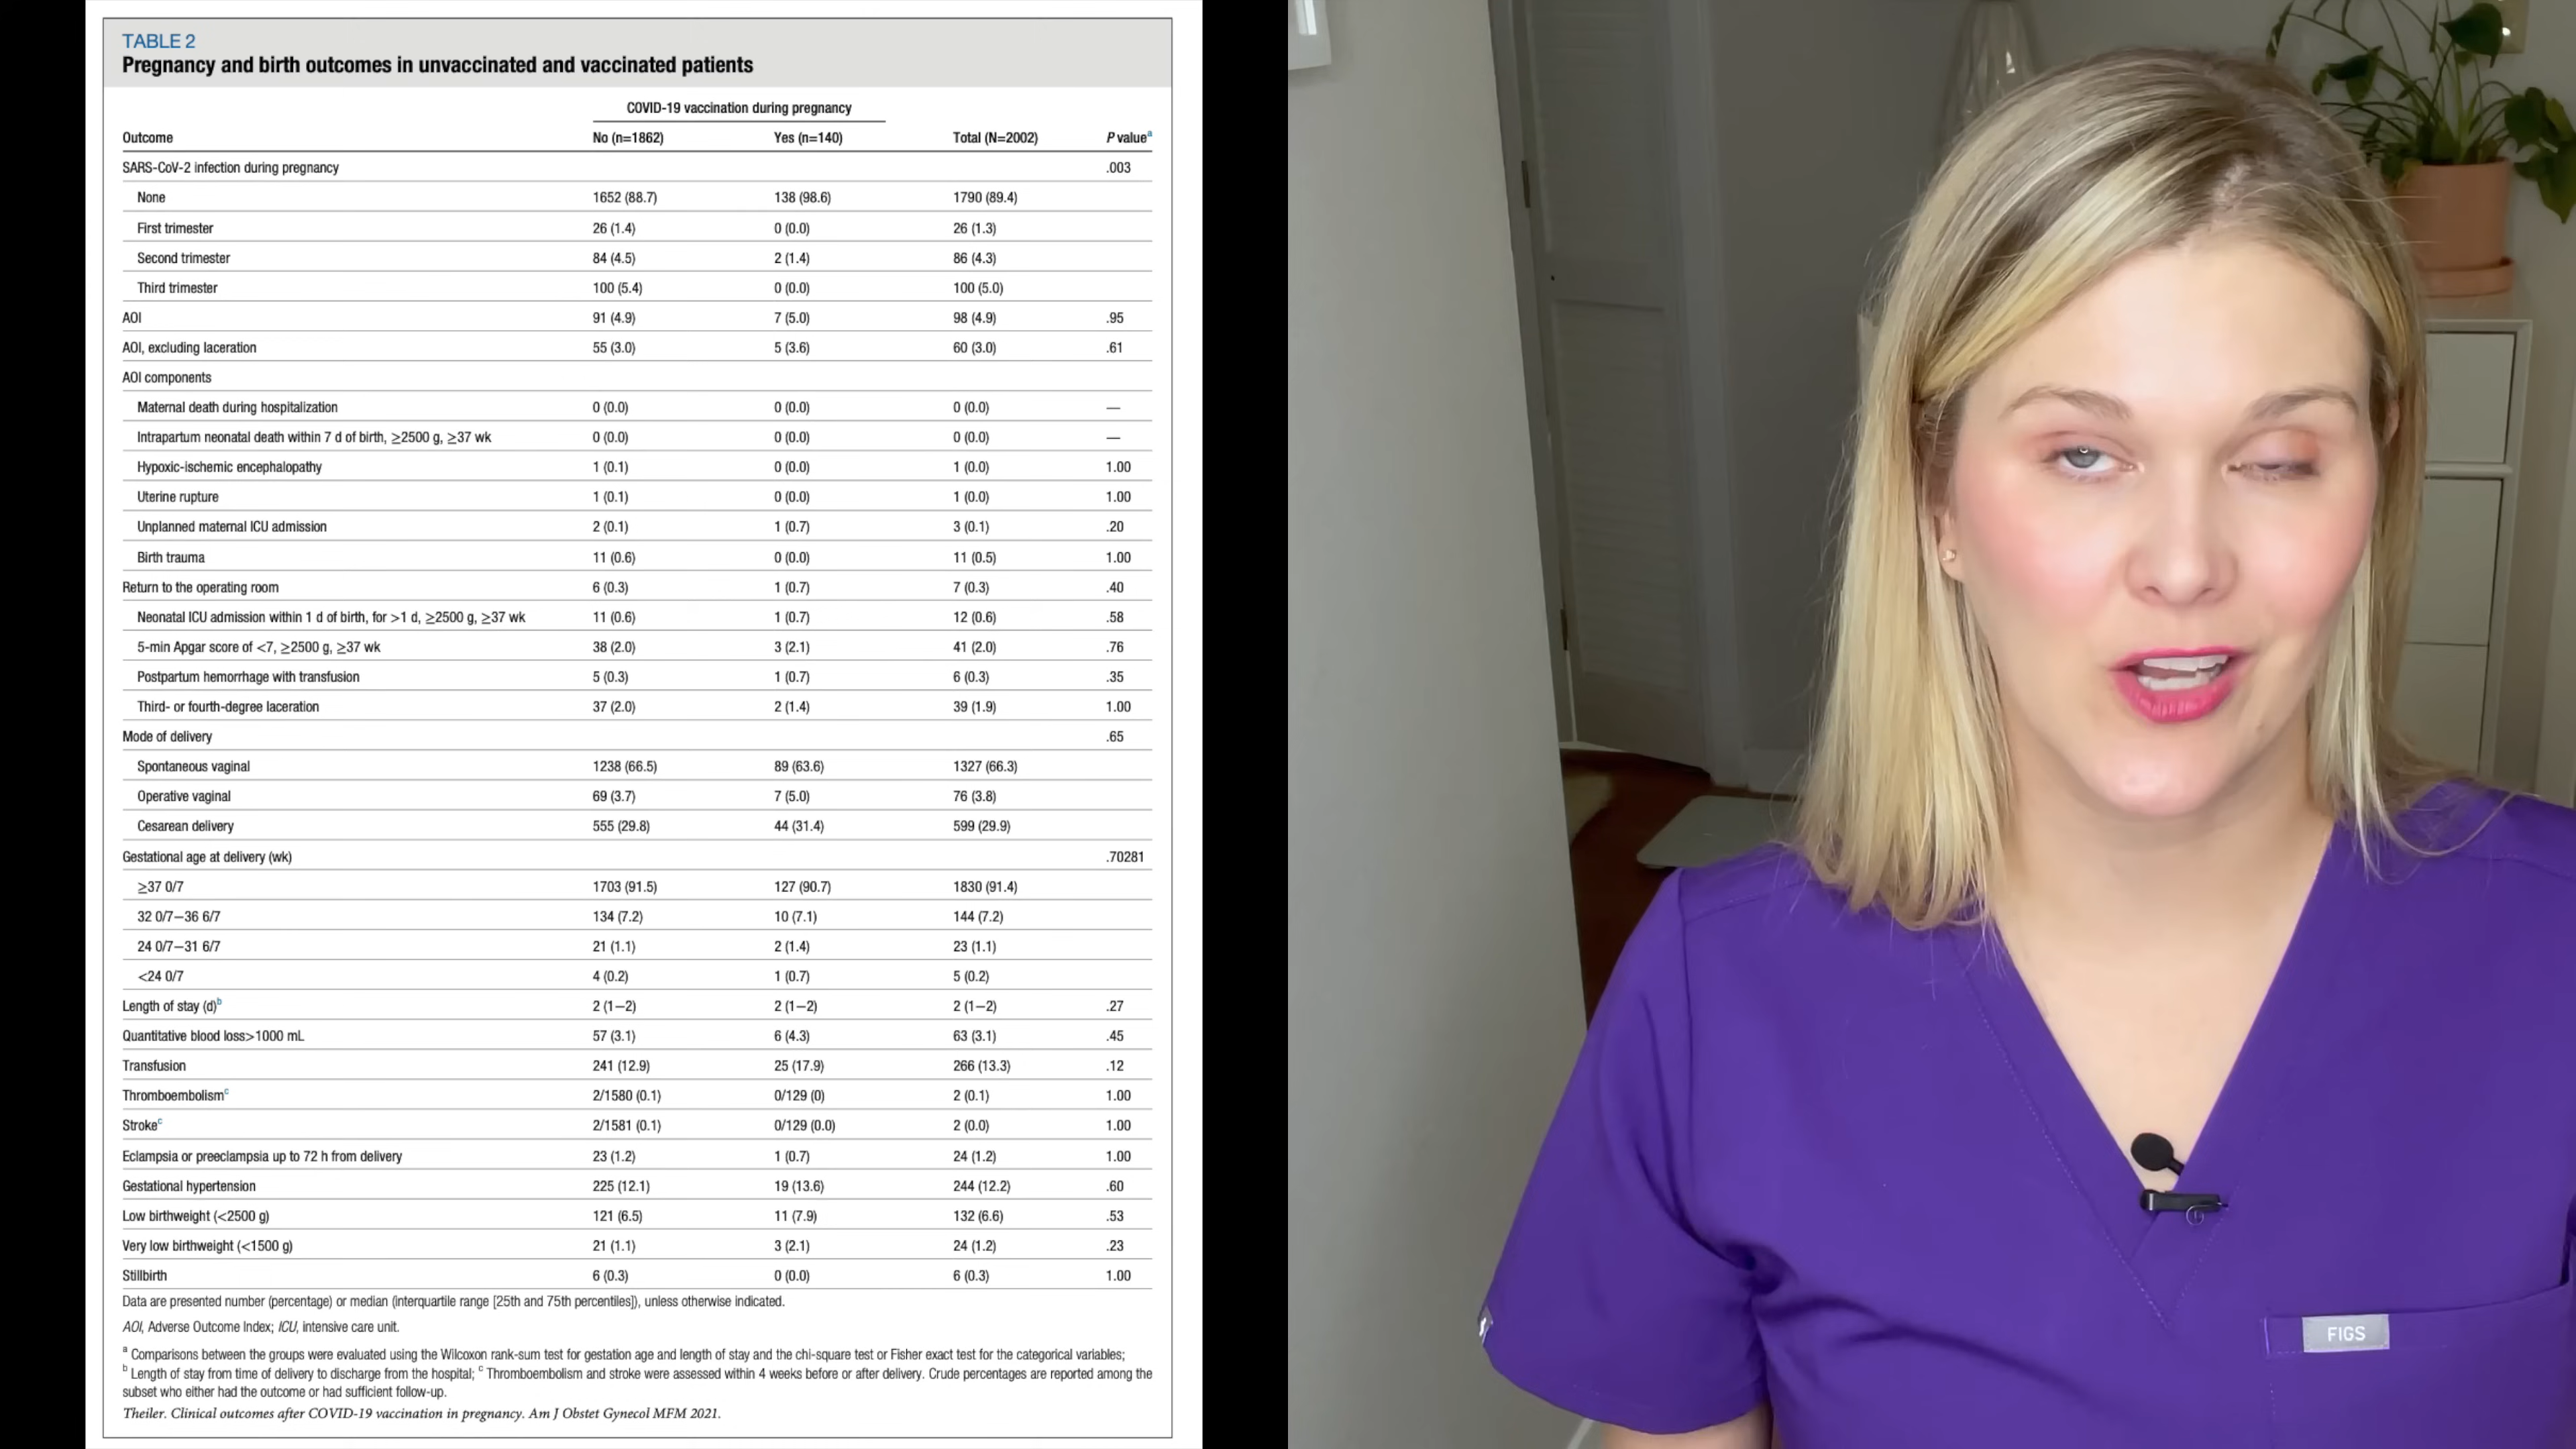 TABLE 2
Pregnancy and birth outcomes in unvaccinated and vaccinated patients
COVID-19 vaccination during pregnancy
Outcome No (n=1862) Yes (n=140) Total (N=2002) P value a
SARS-CoV-2 infection during pregnancy .003
None 1652 (88.7) 138 (98.6) 1790 (89.4)
First trimester 26 (1.4) 0 (0.0) 26 (1.3)
Second trimester 84 (4.5) 2 (1.4) 86 (4.3)
Third trimester 100 (5.4) 0 (0.0) 100 (5.0)
AOI 91 (4.9) 7 (5.0) 98 (4.9) .95
AOI, excluding laceration 55 (3.0) 5 (3.6) 60 (3.0) .61
AOI components
Maternal death during hospitalization 0 (0.0) 0 (0.0) 0 (0.0) —
Intrapartum neonatal death within 7 d of birth, ≥2500 g, ≥37 wk 0 (0.0) 0 (0.0) 0 (0.0) —
Hypoxic-ischemic encephalopathy 1 (0.1) 0 (0.0) 1 (0.0) 1.00
Uterine rupture 1 (0.1) 0 (0.0) 1 (0.0) 1.00
Unplanned maternal ICU admission 2 (0.1) 1 (0.7) 3 (0.1) .20
Birth trauma 11 (0.6) 0 (0.0) 11 (0.5) 1.00
Return to the operating room 6 (0.3) 1 (0.7) 7 (0.3) .40
Neonatal ICU admission within 1 d of birth, for >1 d, ≥2500 g, ≥37 wk 11 (0.6) 1 (0.7) 12 (0.6) .58
5-min Apgar score of <7, ≥2500 g, ≥37 wk 38 (2.0) 3 (2.1) 41 (2.0) .76
Postpartum hemorrhage with transfusion 5 (0.3) 1 (0.7) 6 (0.3) .35
Third- or fourth-degree laceration 37 (2.0) 2 (1.4) 39 (1.9) 1.00
Mode of delivery .65
Spontaneous vaginal 1238 (66.5) 89 (63.6) 1327 (66.3)
Operative vaginal 69 (3.7) 7 (5.0) 76 (3.8)
Cesarean delivery 555 (29.8) 44 (31.4) 599 (29.9)
Gestational age at delivery (wk) .70281
≥37 0/7 1703 (91.5) 127 (90.7) 1830 (91.4)
32 0/7–36 6/7 134 (7.2) 10 (7.1) 144 (7.2)
24 0/7–31 6/7 21 (1.1) 2 (1.4) 23 (1.1)
<24 0/7 4 (0.2) 1 (0.7) 5 (0.2)
Length of stay (d) b 2 (1–2) 2 (1–2) 2 (1–2) .27
Quantitative blood loss>1000 mL 57 (3.1) 6 (4.3) 63 (3.1) .45
Transfusion 241 (12.9) 25 (17.9) 266 (13.3) .12
Thromboembolism c 2/1580 (0.1) 0/129 (0) 2 (0.1) 1.00
Stroke c 2/1581 (0.1) 0/129 (0.0) 2 (0.0) 1.00
Eclampsia or preeclampsia up to 72 h from delivery 23 (1.2) 1 (0.7) 24 (1.2) 1.00
Gestational hypertension 225 (12.1) 19 (13.6) 244 (12.2) .60
Low birthweight (<2500 g) 121 (6.5) 11 (7.9) 132 (6.6) .53
Very low birthweight (<1500 g) 21 (1.1) 3 (2.1) 24 (1.2) .23
Stillbirth 6 (0.3) 0 (0.0) 6 (0.3) 1.00
Data are presented number (percentage) or median (interquartile range [25th and 75th percentiles]), unless otherwise indicated.
AOI, Adverse Outcome Index; ICU, intensive care unit.
a Comparisons between the groups were evaluated using the Wilcoxon rank-sum test for gestation age and length of stay and the chi-square test or Fisher exact test for the categorical variables;
b Length of stay from time of delivery to discharge from the hospital; c Thromboembolism and stroke were assessed within 4 weeks before or after delivery. Crude percentages are reported among the
subset who either had the outcome or had sufficient follow-up.
Theiler. Clinical outcomes after COVID-19 vaccination in pregnancy. Am J Obstet Gynecol MFM 2021.
FIGS